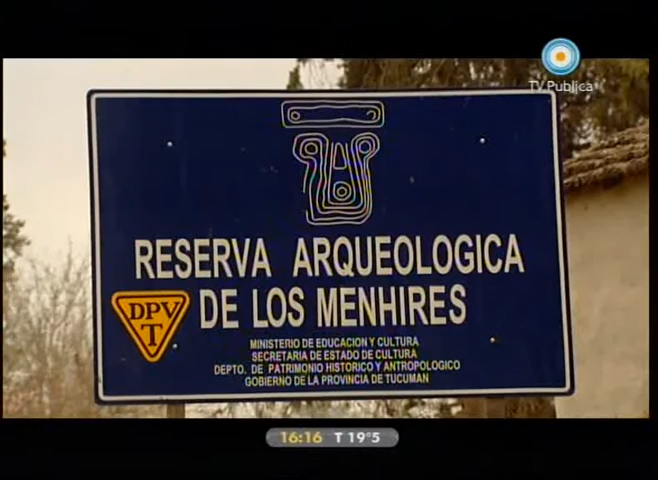 TV Pública
RESERVA ARQUEOLOGICA
DE LOS MENHIRES
DPV
T
MINISTERIO DE EDUCACION Y CULTURA
SECRETARIA DE ESTADO DE CULTURA
DEPTO. DE PATRIMONIO HISTORICO Y ANTROPOLOGICO
GOBIERNO DE LA PROVINCIA DE TUCUMAN
16:16 T 19°5